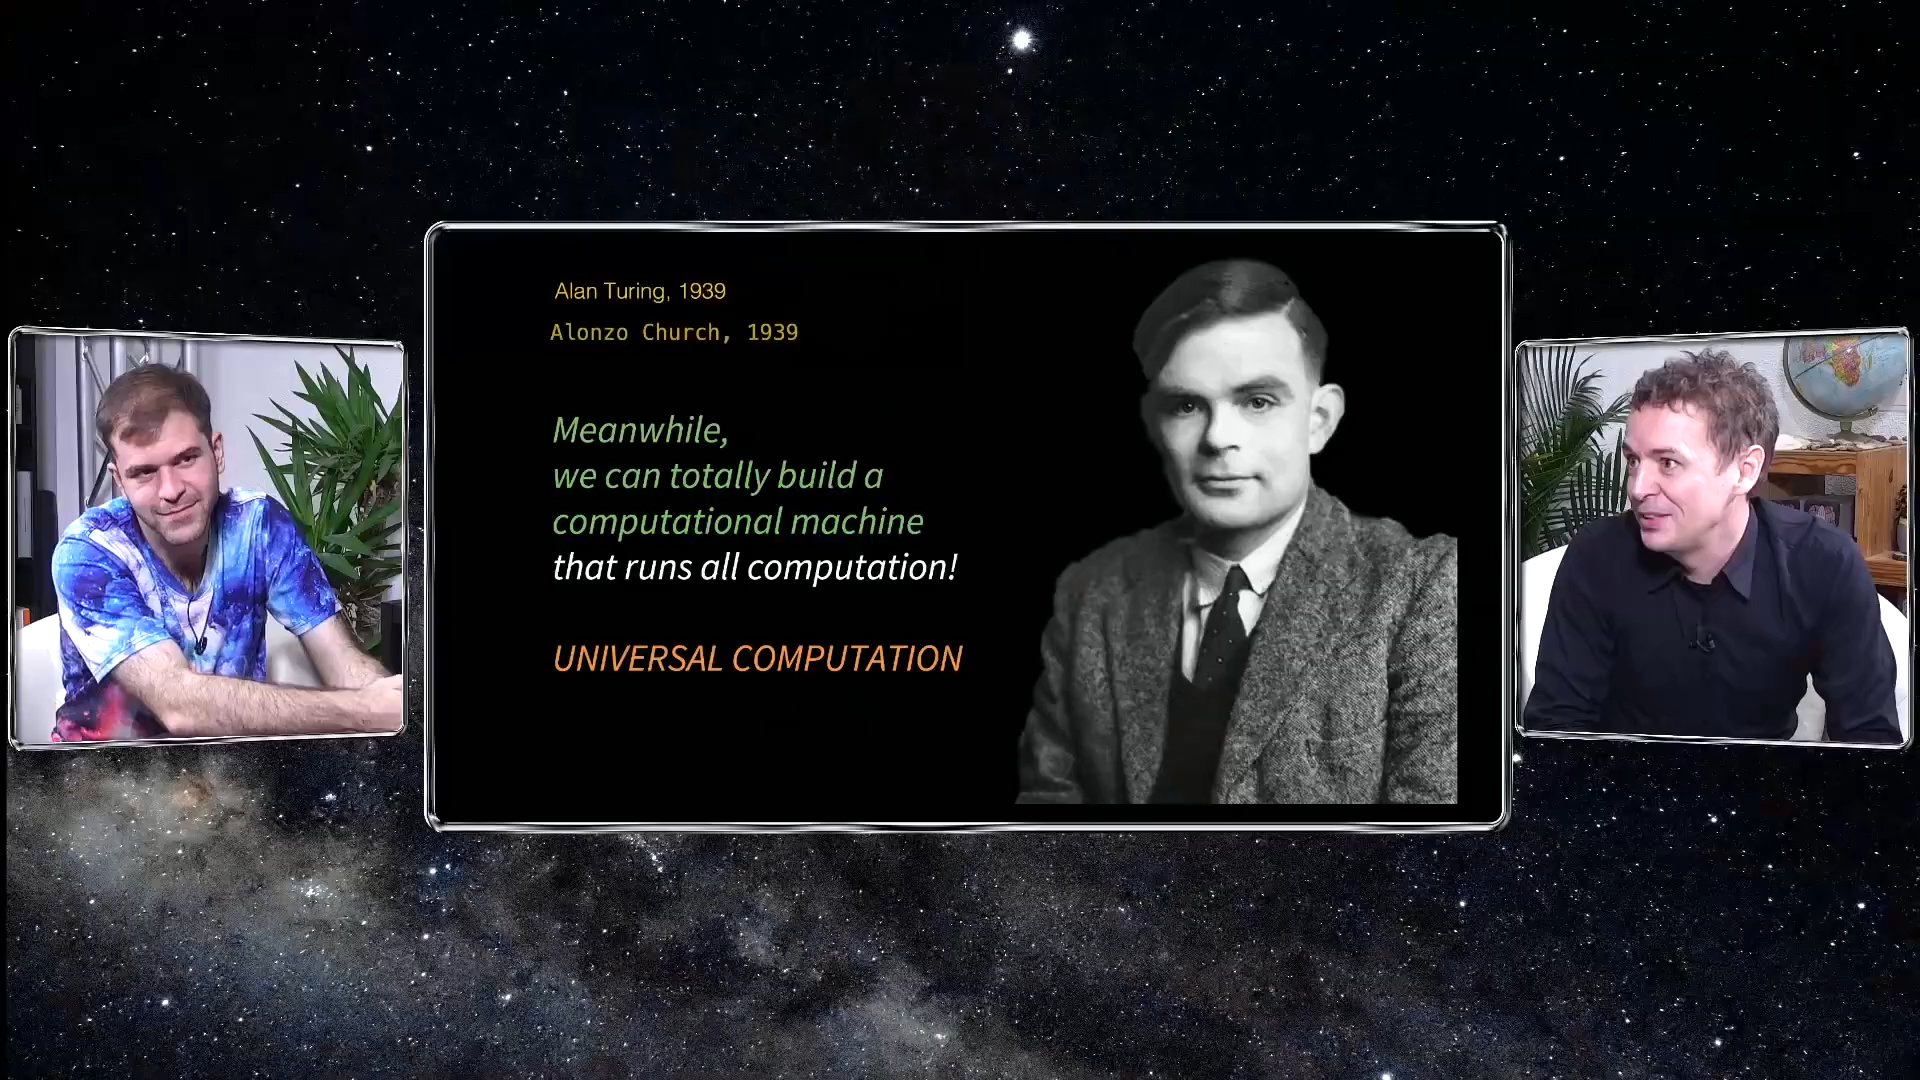 Alan Turing, 1939
Alonzo Church, 1939
Meanwhile,
we can totally build a
computational machine
that runs all computation!
UNIVERSAL COMPUTATION